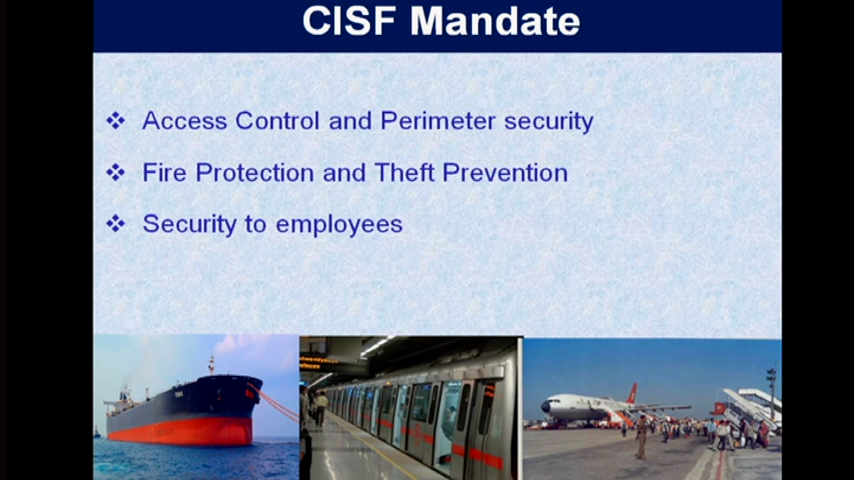 CISF Mandate
Access Control and Perimeter security
Fire Protection and Theft Prevention
Security to employees